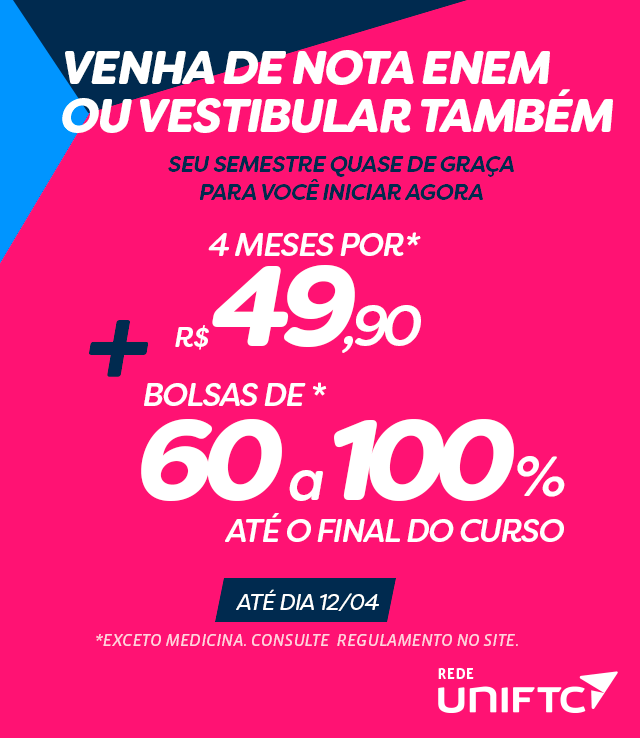 VENHA DE NOTA ENEM
OU VESTIBULAR TAMBÉM
SEU SEMESTRE QUASE DE GRAÇA
PARA VOCÊ INICIAR AGORA
4 MESES POR*
R$ 49,90
+
BOLSAS DE *
60 a 100%
ATÉ O FINAL DO CURSO
ATÉ DIA 12/04
*EXCETO MEDICINA. CONSULTE REGULAMENTO NO SITE.
REDE
UNIFTC